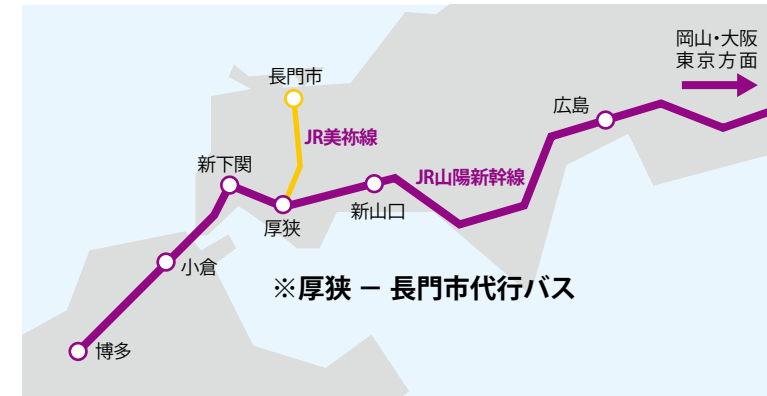 岡山・大阪
東京方面
長門市
広島
JR美祢線
新下関
JR山陽新幹線
厚狭
新山口
小倉
※厚狭 － 長門市代行バス
博多